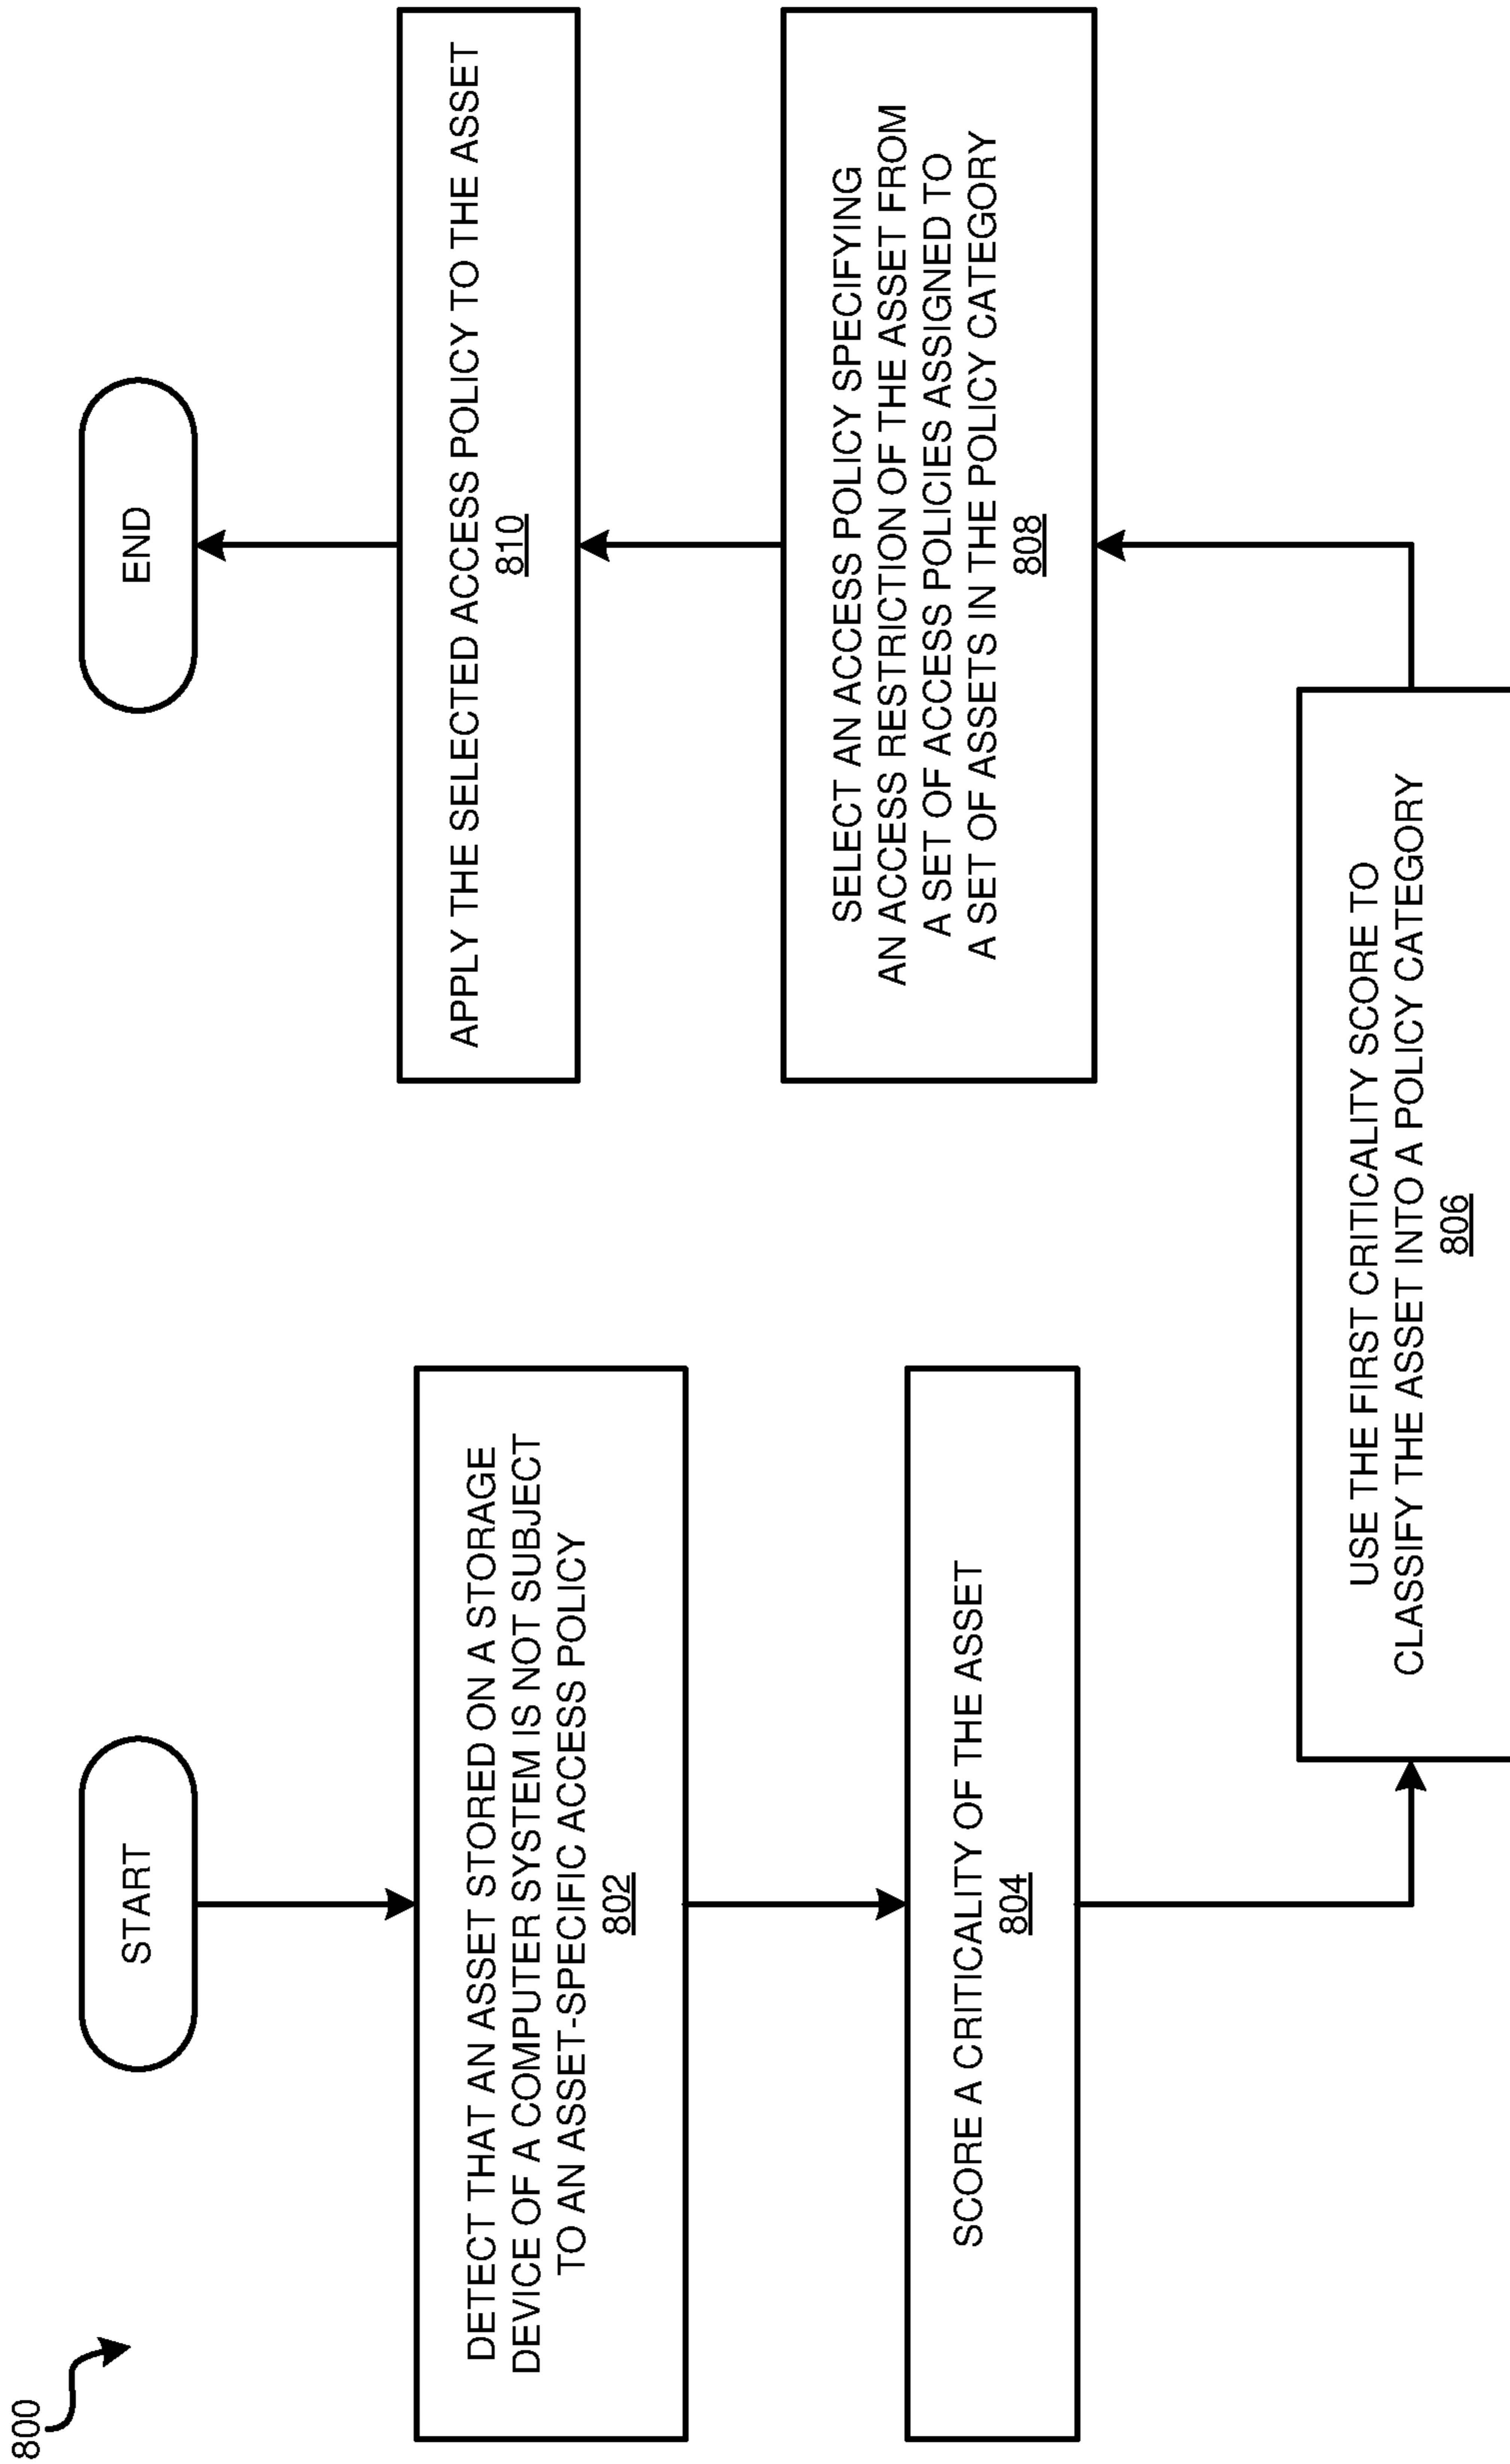 800
START
DETECT THAT AN ASSET STORED ON A STORAGE
DEVICE OF A COMPUTER SYSTEM IS NOT SUBJECT
TO AN ASSET-SPECIFIC ACCESS POLICY
802
SCORE A CRITICALITY OF THE ASSET
804
USE THE FIRST CRITICALITY SCORE TO
CLASSIFY THE ASSET INTO A POLICY CATEGORY
806
SELECT AN ACCESS POLICY SPECIFYING
AN ACCESS RESTRICTION OF THE ASSET FROM
A SET OF ACCESS POLICIES ASSIGNED TO
A SET OF ASSETS IN THE POLICY CATEGORY
808
APPLY THE SELECTED ACCESS POLICY TO THE ASSET
810
END